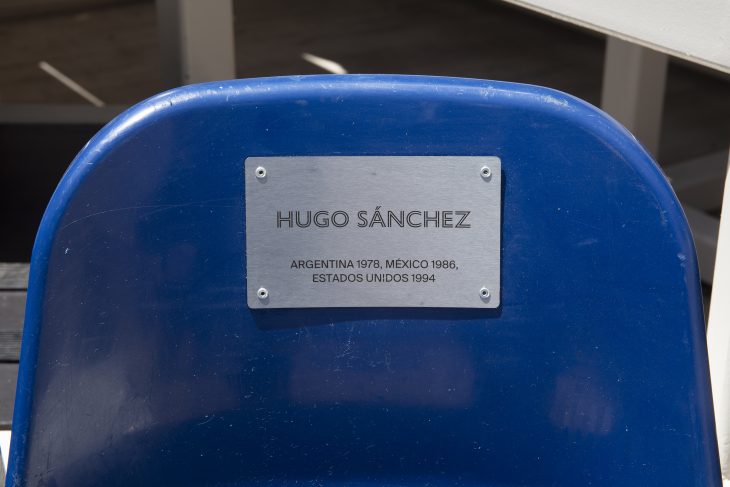 HUGO SÁNCHEZ
ARGENTINA 1978, MÉXICO 1986,
ESTADOS UNIDOS 1994